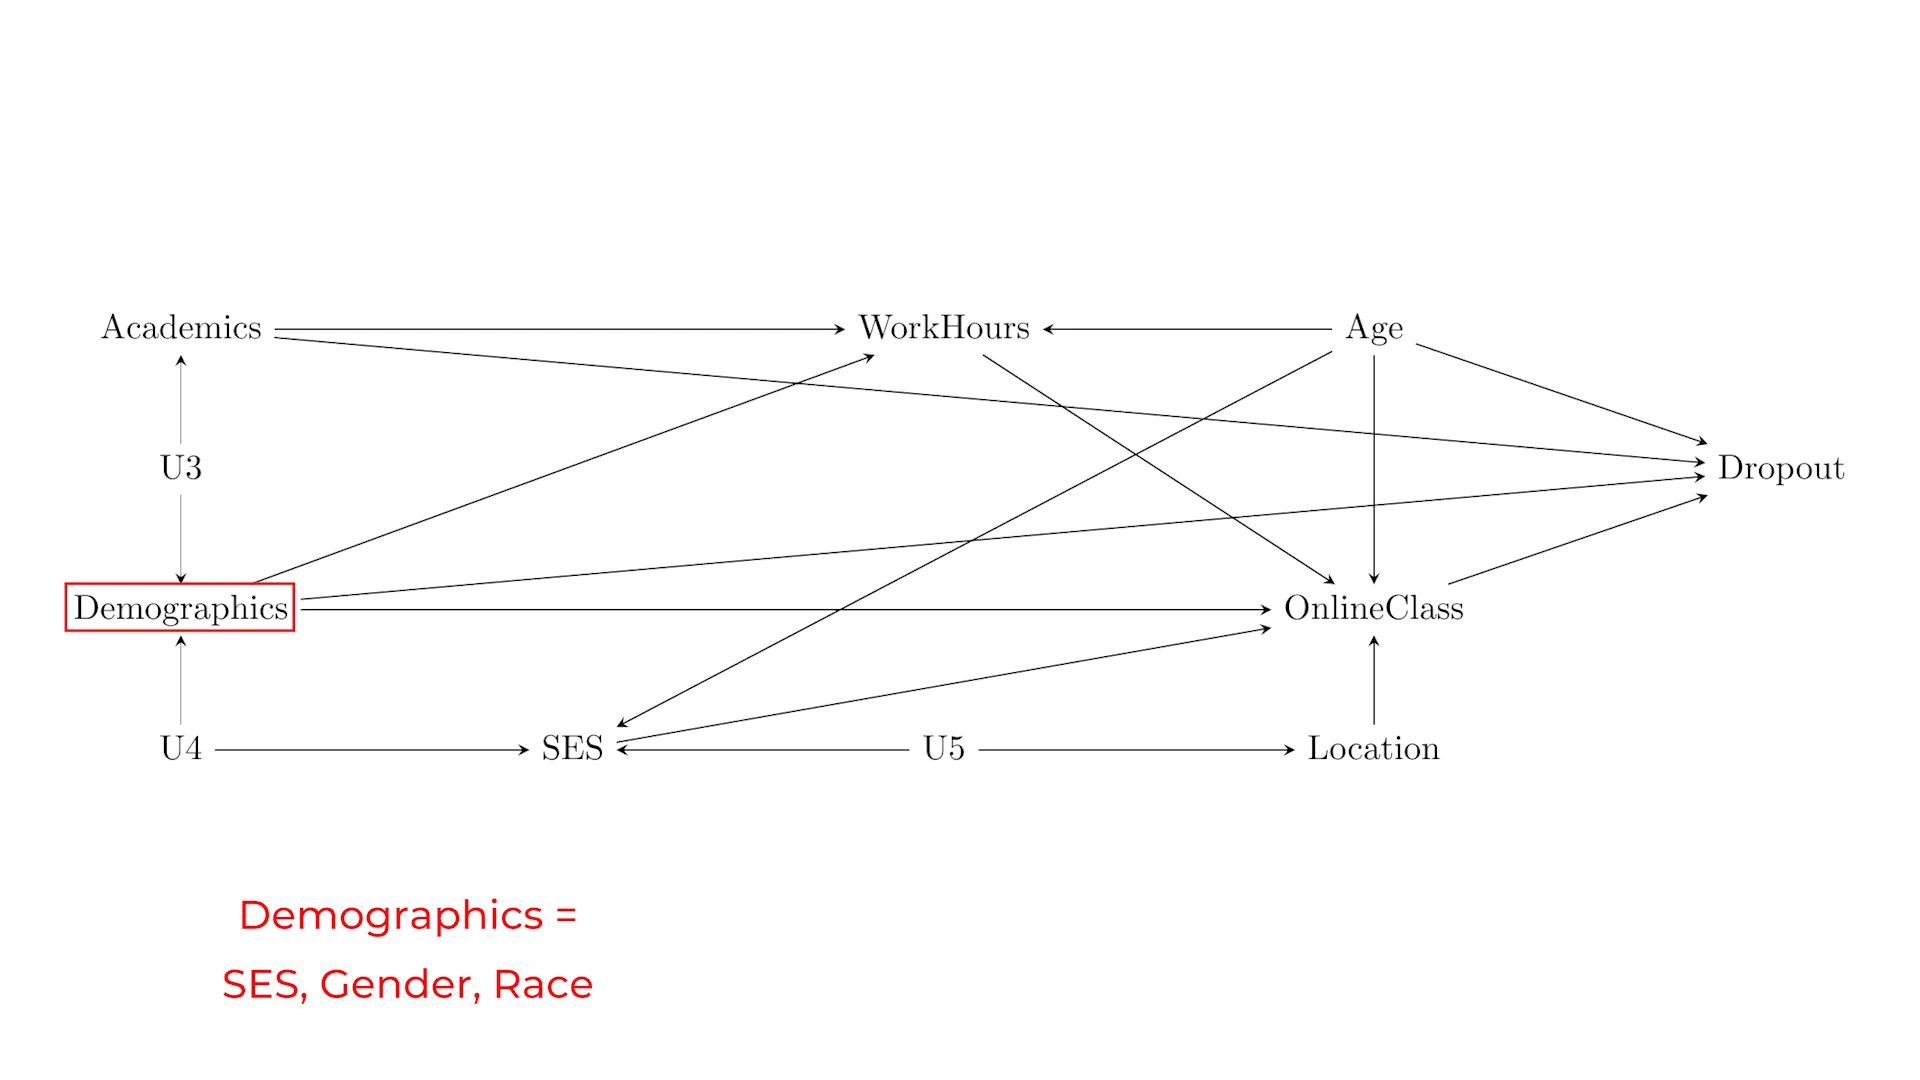 Academics WorkHours Age
U3 Dropout
Demographics OnlineClass
U4 SES U5 Location
Demographics =
SES, Gender, Race